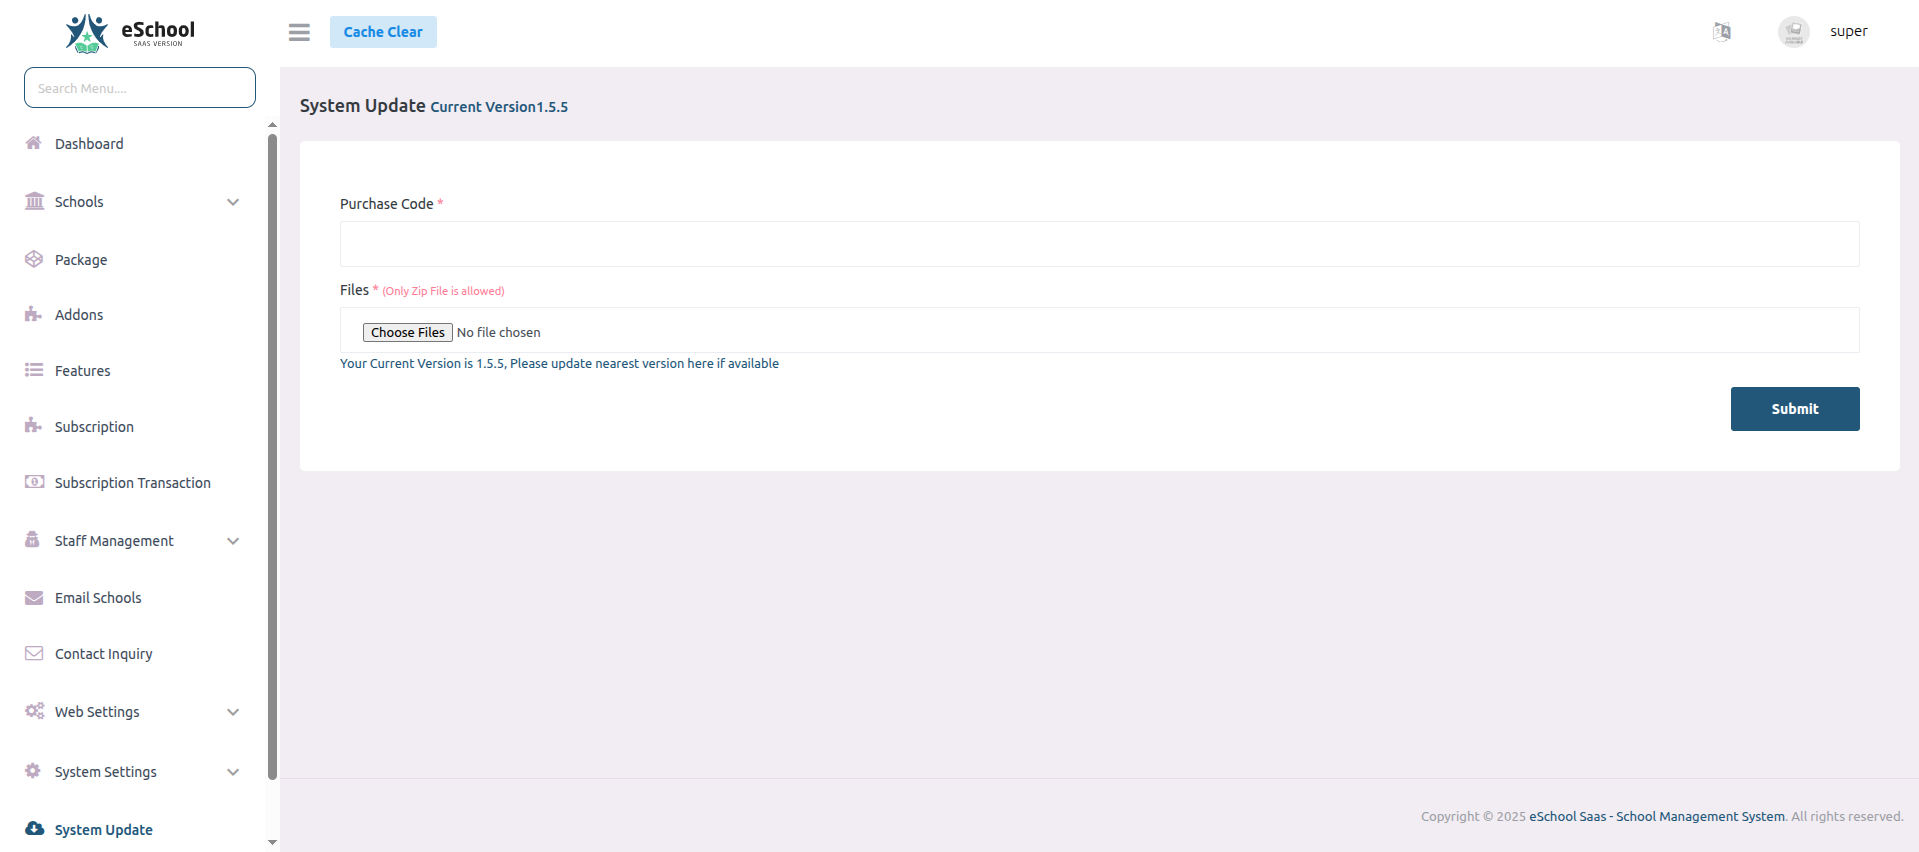 eSchool
SAAS VERSION
Cache Clear
super
Search Menu....
Dashboard
Schools
Package
Addons
Features
Subscription
Subscription Transaction
Staff Management
Email Schools
Contact Inquiry
Web Settings
System Settings
System Update
System Update Current Version1.5.5
Purchase Code *
Files * (Only Zip File is allowed)
Choose Files No file chosen
Your Current Version is 1.5.5, Please update nearest version here if available
Submit
Copyright © 2025 eSchool Saas - School Management System. All rights reserved.